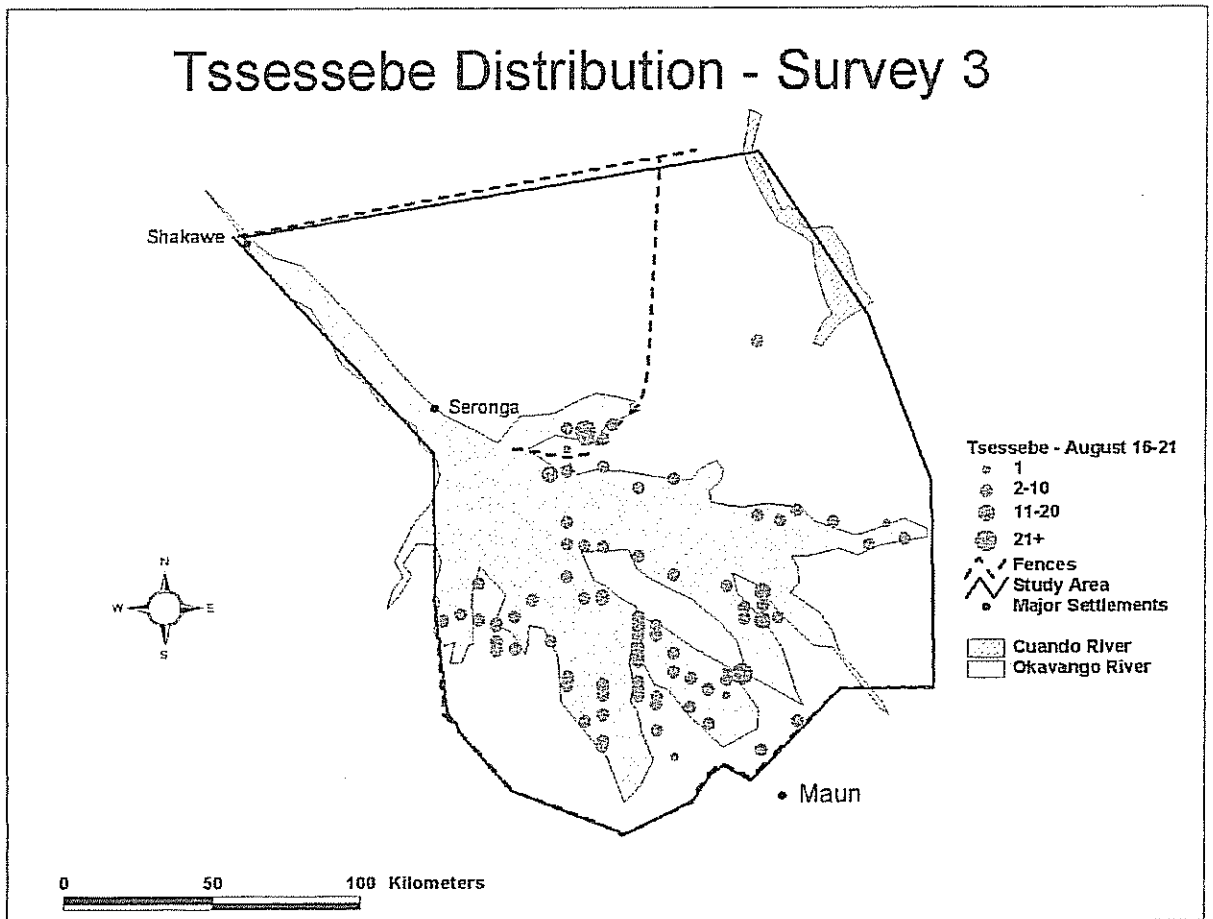 Tssessebe Distribution - Survey 3
Shakawe
Seronga
Tsessebe - August 16-21
1
2-10
11-20
21+
Fences
Study Area
Major Settlements
Cuando River
Okavango River
N
W E
S
Maun
0 50 100 Kilometers